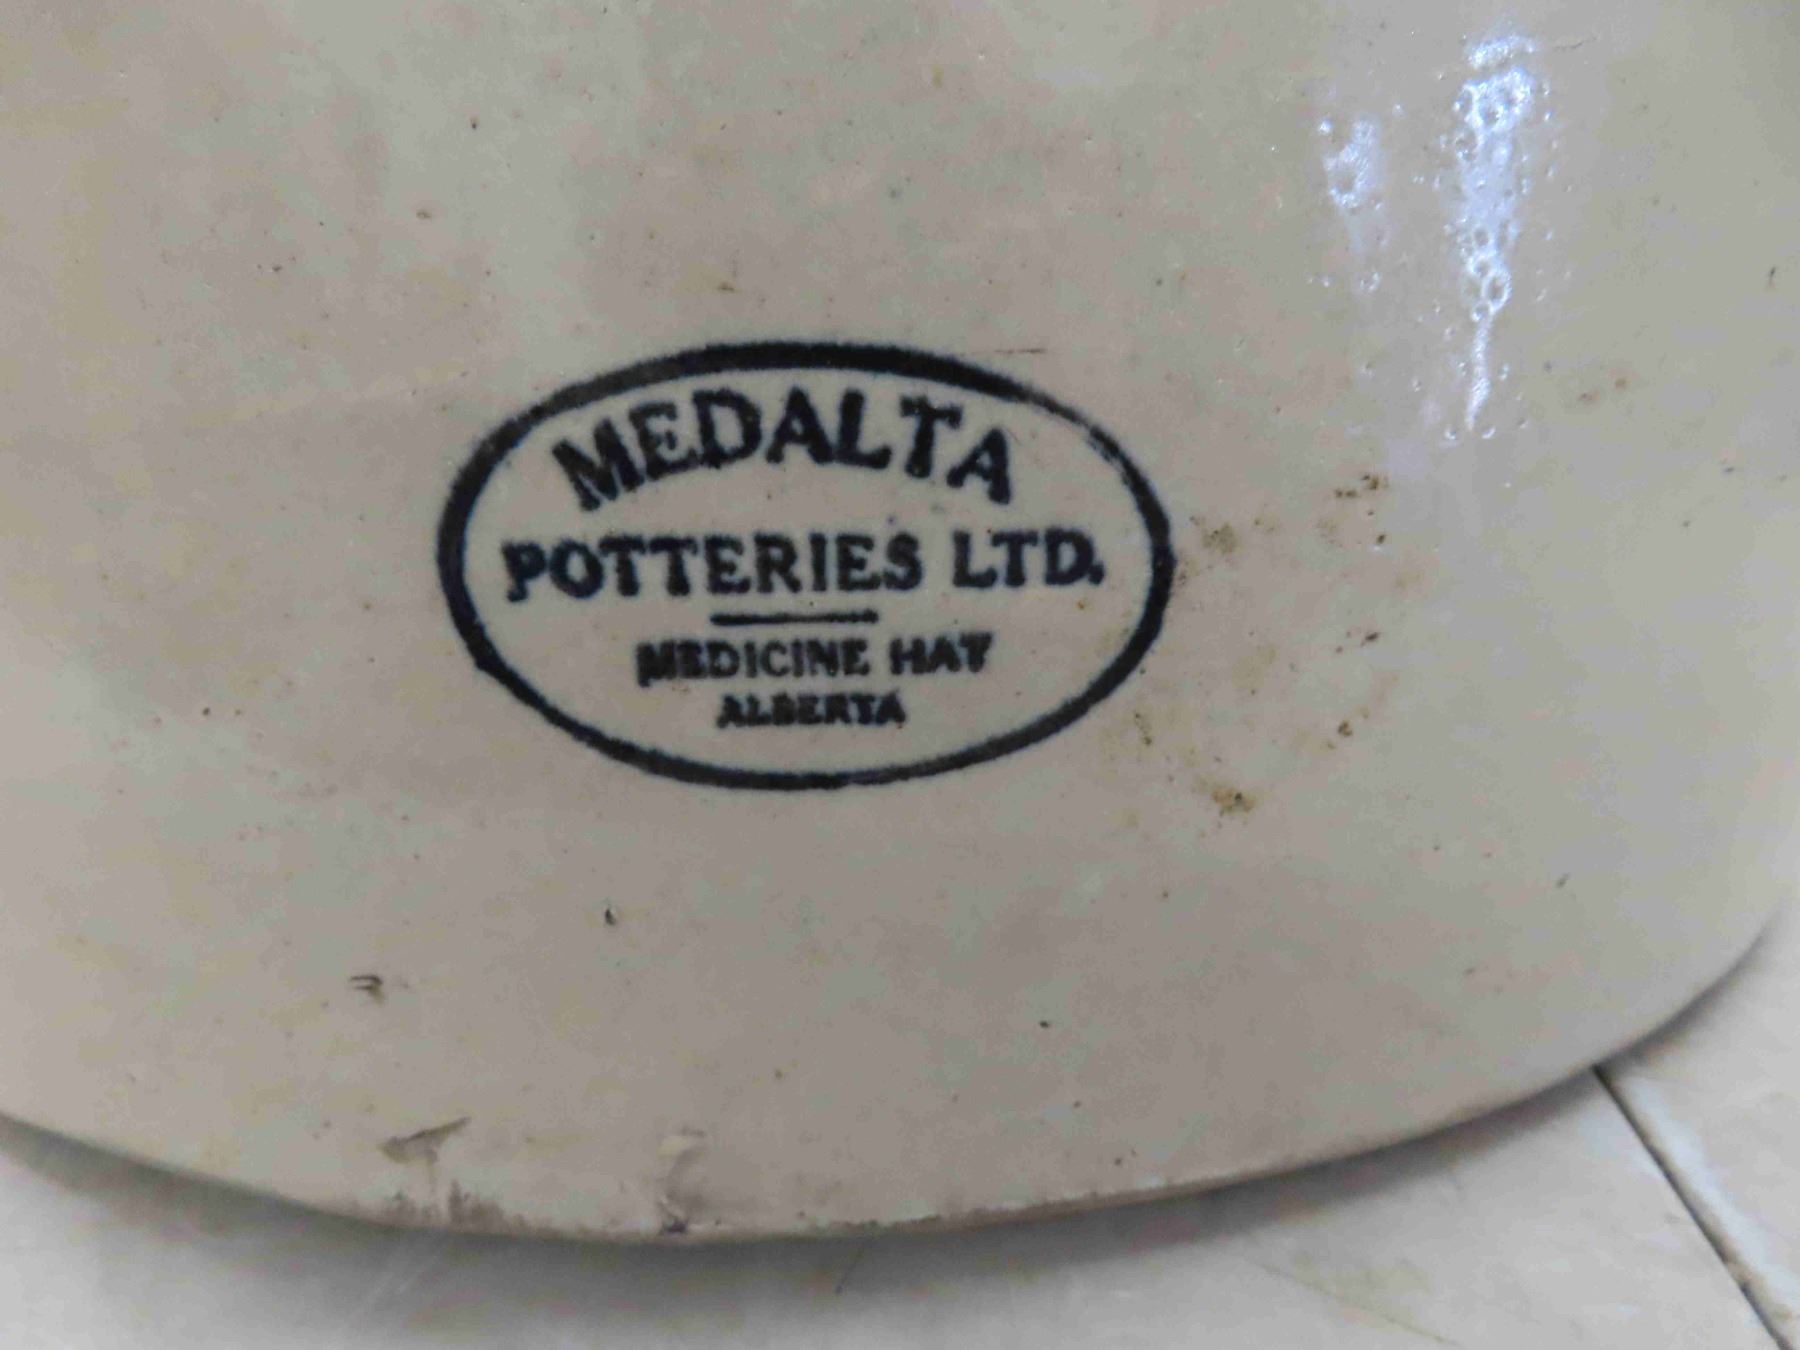 MEDALTA
POTTERIES LTD.
MEDICINE HAT
ALBERTA